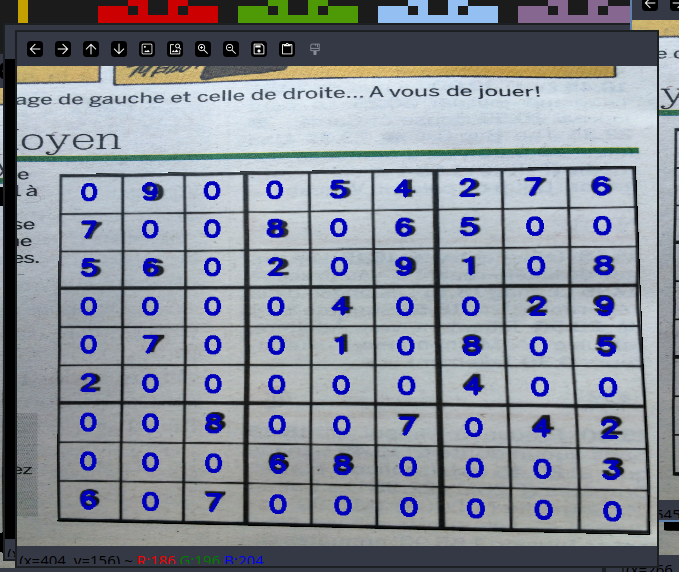 age de gauche et celle de droite... A vous de jouer!
oyen
e
à
se
ne
es.
ez
0 9 0 0 5 4 2 7 6
7 0 0 8 0 6 5 0 0
5 6 0 2 0 9 1 0 8
0 0 0 0 4 0 0 2 9
0 7 0 0 1 0 8 0 5
2 0 0 0 0 0 4 0 0
0 0 8 0 0 7 0 4 2
0 0 0 6 8 0 0 0 3
6 0 7 0 0 0 0 0 0
(x=404, y=156) ~ R:186 G:196 B:204